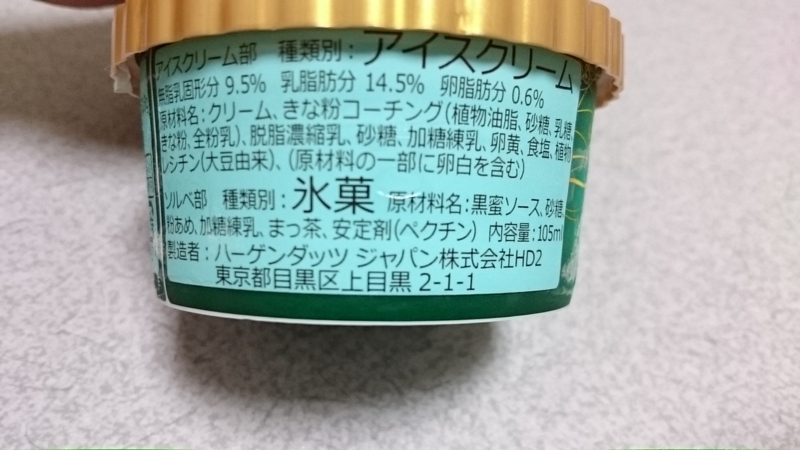 アイスクリーム部 種類別：アイスクリーム
無脂乳固形分 9.5% 乳脂肪分 14.5% 卵脂肪分 0.6%
原材料名：クリーム、きな粉コーチング(植物油脂、砂糖、乳糖、
きな粉、全粉乳)、脱脂濃縮乳、砂糖、加糖練乳、卵黄、食塩、植物
レシチン(大豆由来)、(原材料の一部に卵白を含む)
ソルベ部 種類別：氷菓 原材料名：黒蜜ソース、砂糖、
粉あめ、加糖練乳、まっ茶、安定剤(ペクチン) 内容量：105ml
製造者：ハーゲンダッツ ジャパン株式会社HD2
東京都目黒区上目黒 2-1-1